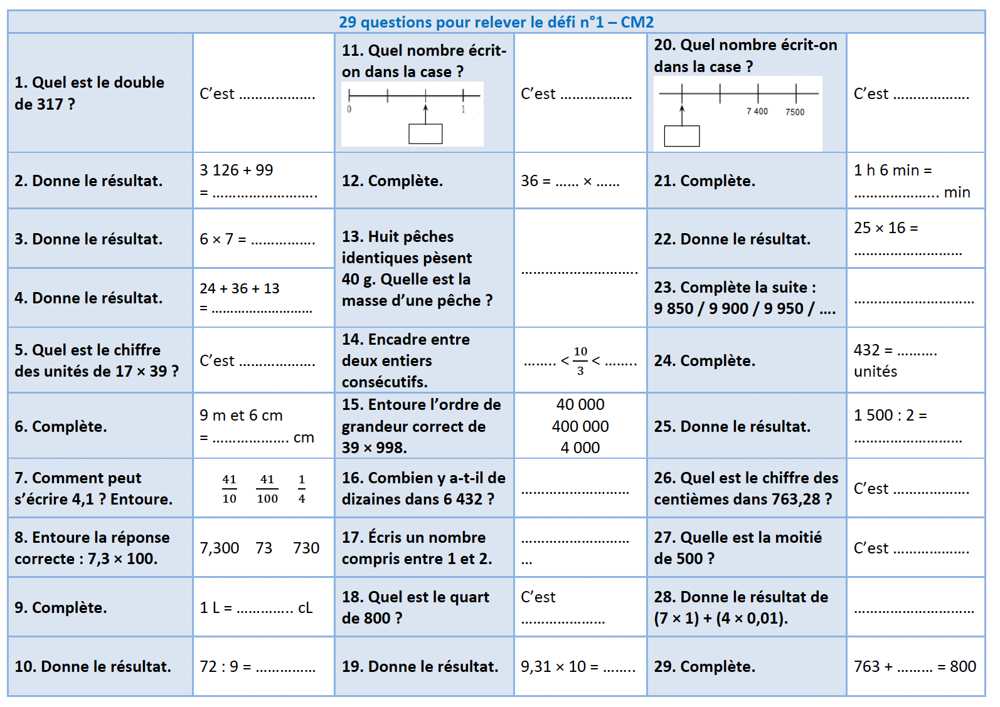 29 questions pour relever le défi n°1 – CM2
1. Quel est le double
de 317 ?
C’est ……………….
11. Quel nombre écrit-
on dans la case ?
0 1
C’est ………………
20. Quel nombre écrit-on
dans la case ?
7 400 7500
C’est ……………….
2. Donne le résultat.
3 126 + 99
= ……………………..
12. Complète.
36 = …… × ……
21. Complète.
1 h 6 min =
………………... min
3. Donne le résultat.
6 × 7 = …………….
13. Huit pêches
identiques pèsent
40 g. Quelle est la
masse d’une pêche ?
………………………..
22. Donne le résultat.
25 × 16 =
………………………
4. Donne le résultat.
24 + 36 + 13
= ………………………
23. Complète la suite :
9 850 / 9 900 / 9 950 / ….
…………………………
5. Quel est le chiffre
des unités de 17 × 39 ?
C’est ……………….
14. Encadre entre
deux entiers
consécutifs.
…….. < 10/3 < ……..
24. Complète.
432 = ……….
unités
6. Complète.
9 m et 6 cm
= ………………. cm
15. Entoure l’ordre de
grandeur correct de
39 × 998.
40 000
400 000
4 000
25. Donne le résultat.
1 500 : 2 =
………………………
7. Comment peut
s’écrire 4,1 ? Entoure.
41/10 41/100 1/4
16. Combien y a-t-il de
dizaines dans 6 432 ?
………………………
26. Quel est le chiffre des
centièmes dans 763,28 ?
C’est ……………….
8. Entoure la réponse
correcte : 7,3 × 100.
7,300 73 730
17. Écris un nombre
compris entre 1 et 2.
………………………
…
27. Quelle est la moitié
de 500 ?
C’est ……………….
9. Complète.
1 L = ………….. cL
18. Quel est le quart
de 800 ?
C’est
…………………
28. Donne le résultat de
(7 × 1) + (4 × 0,01).
…………………………
10. Donne le résultat.
72 : 9 = ……………
19. Donne le résultat.
9,31 × 10 = ……..
29. Complète.
763 + ……… = 800